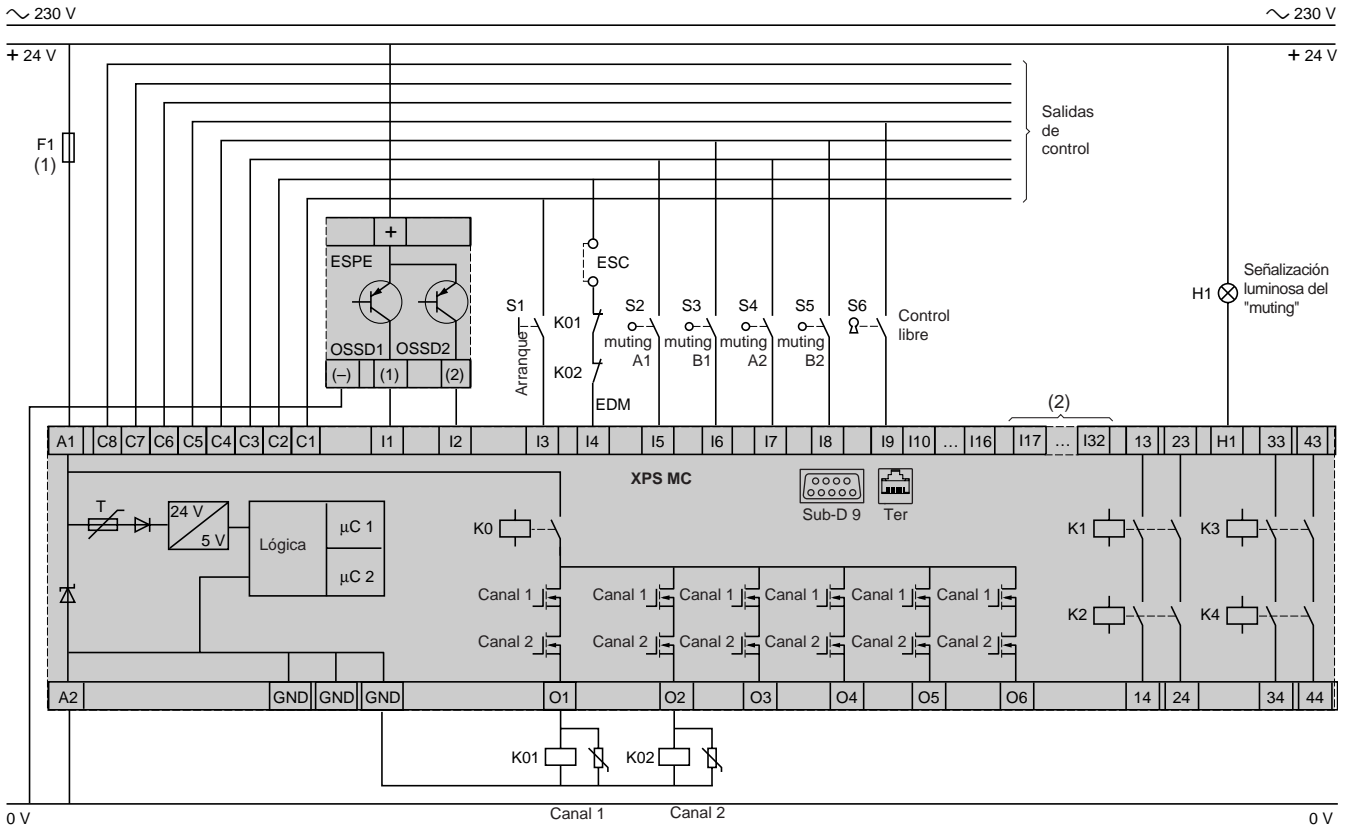 ∼ 230 V
∼ 230 V
+ 24 V
+ 24 V
F1
(1)
Salidas
de
control
+
ESPE
OSSD1
OSSD2
(–)
(1)
(2)
S1
Arranque
ESC
K01
K02
EDM
S2
muting
A1
S3
muting
B1
S4
muting
A2
S5
muting
B2
S6
Control
libre
H1
Señalización
luminosa del
"muting"
(2)
A1
C8
C7
C6
C5
C4
C3
C2
C1
I1
I2
I3
I4
I5
I6
I7
I8
I9
I10
...
I16
I17
...
I32
13
23
H1
33
43
XPS MC
Sub-D 9
Ter
T
24 V
5 V
Lógica
µC 1
µC 2
K0
K1
K3
K2
K4
Canal 1
Canal 1
Canal 1
Canal 1
Canal 1
Canal 1
Canal 2
Canal 2
Canal 2
Canal 2
Canal 2
Canal 2
A2
GND
GND
GND
O1
O2
O3
O4
O5
O6
14
24
34
44
K01
K02
Canal 1
Canal 2
0 V
0 V